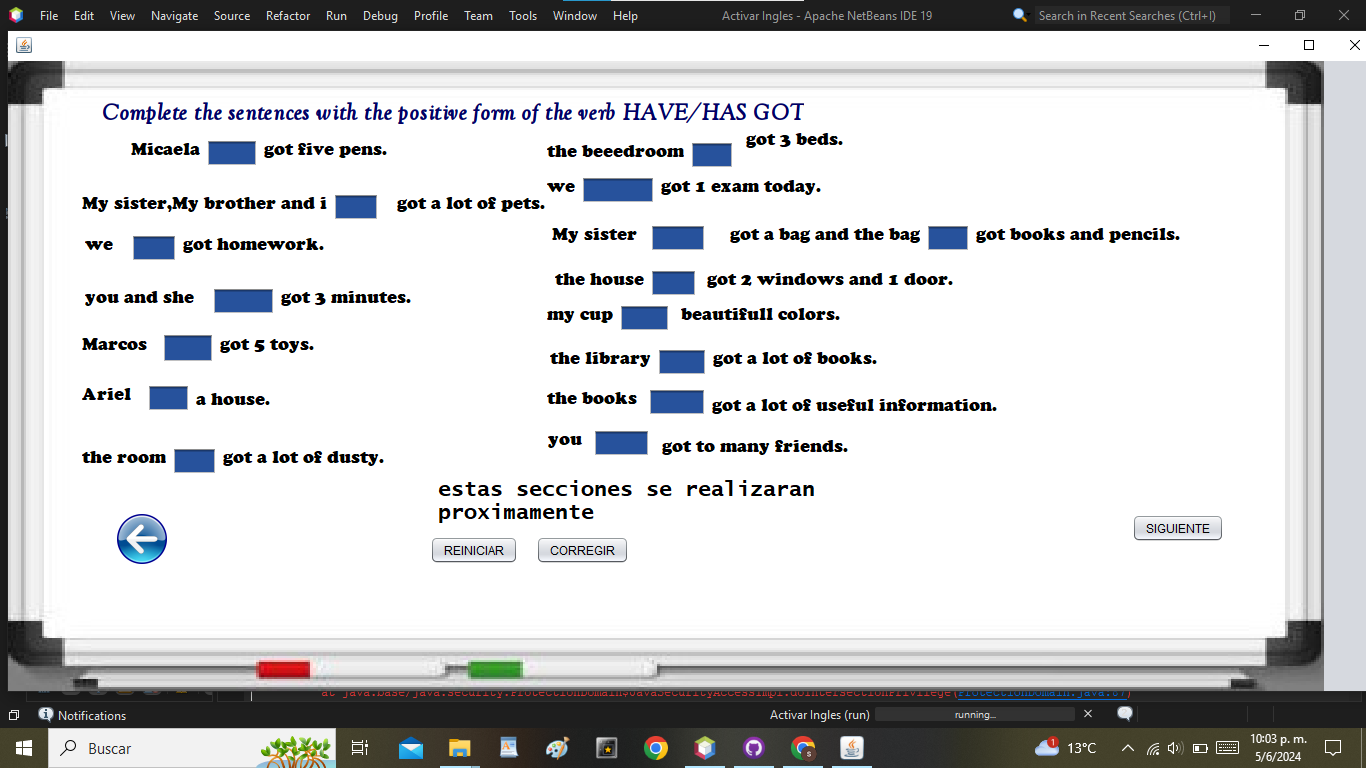 File Edit View Navigate Source Refactor Run Debug Profile Team Tools Window Help
Activar Ingles - Apache NetBeans IDE 19
Search in Recent Searches (Ctrl+I)
Complete the sentences with the positive form of the verb HAVE/HAS GOT
Micaela got five pens.
My sister,My brother and i got a lot of pets.
we got homework.
you and she got 3 minutes.
Marcos got 5 toys.
Ariel a house.
the room got a lot of dusty.
the beeedroom got 3 beds.
we got 1 exam today.
My sister got a bag and the bag got books and pencils.
the house got 2 windows and 1 door.
my cup beautifull colors.
the library got a lot of books.
the books got a lot of useful information.
you got to many friends.
estas secciones se realizaran
proximamente
REINICIAR CORREGIR
SIGUIENTE
at java.base/java.security.ProtectionDomain$JavaSecurityAccessImpl.doIntersectionPrivilege(ProtectionDomain.java:87)
Notifications
Activar Ingles (run) running...
Buscar
13°C
10:03 p. m.
5/6/2024